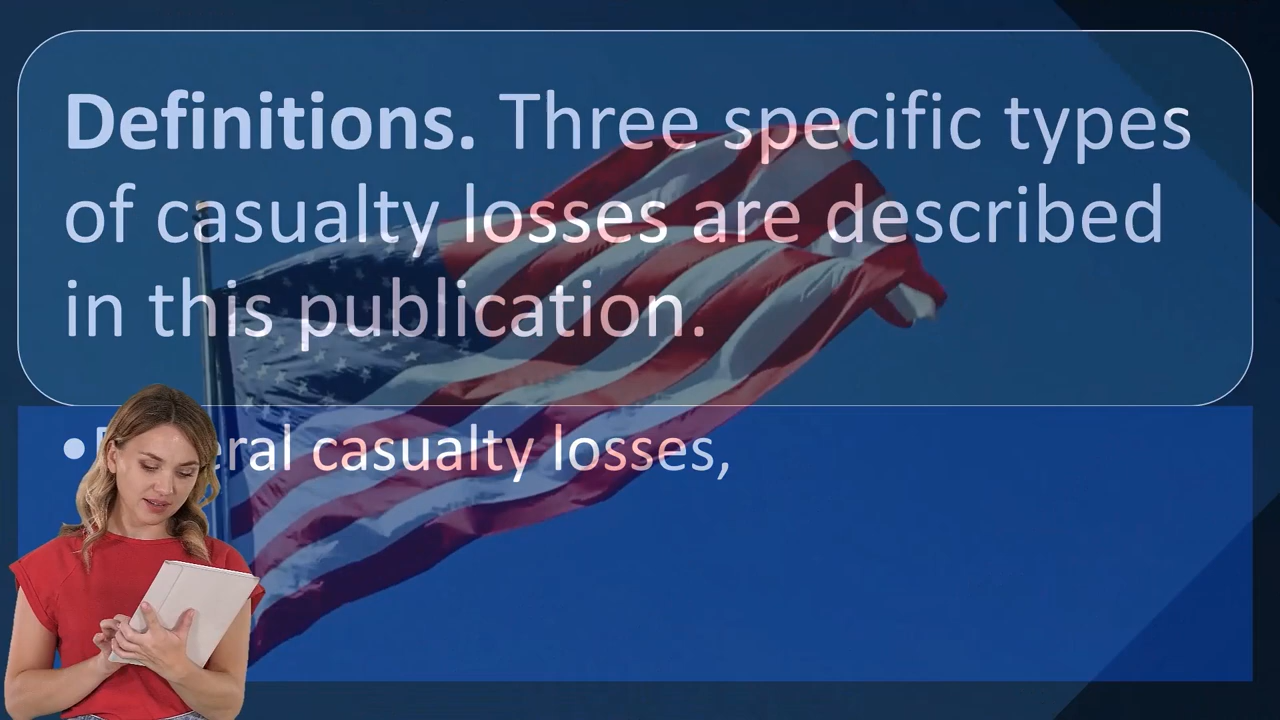 Definitions. Three specific types
of casualty losses are described
in this publication.
casualty losses,